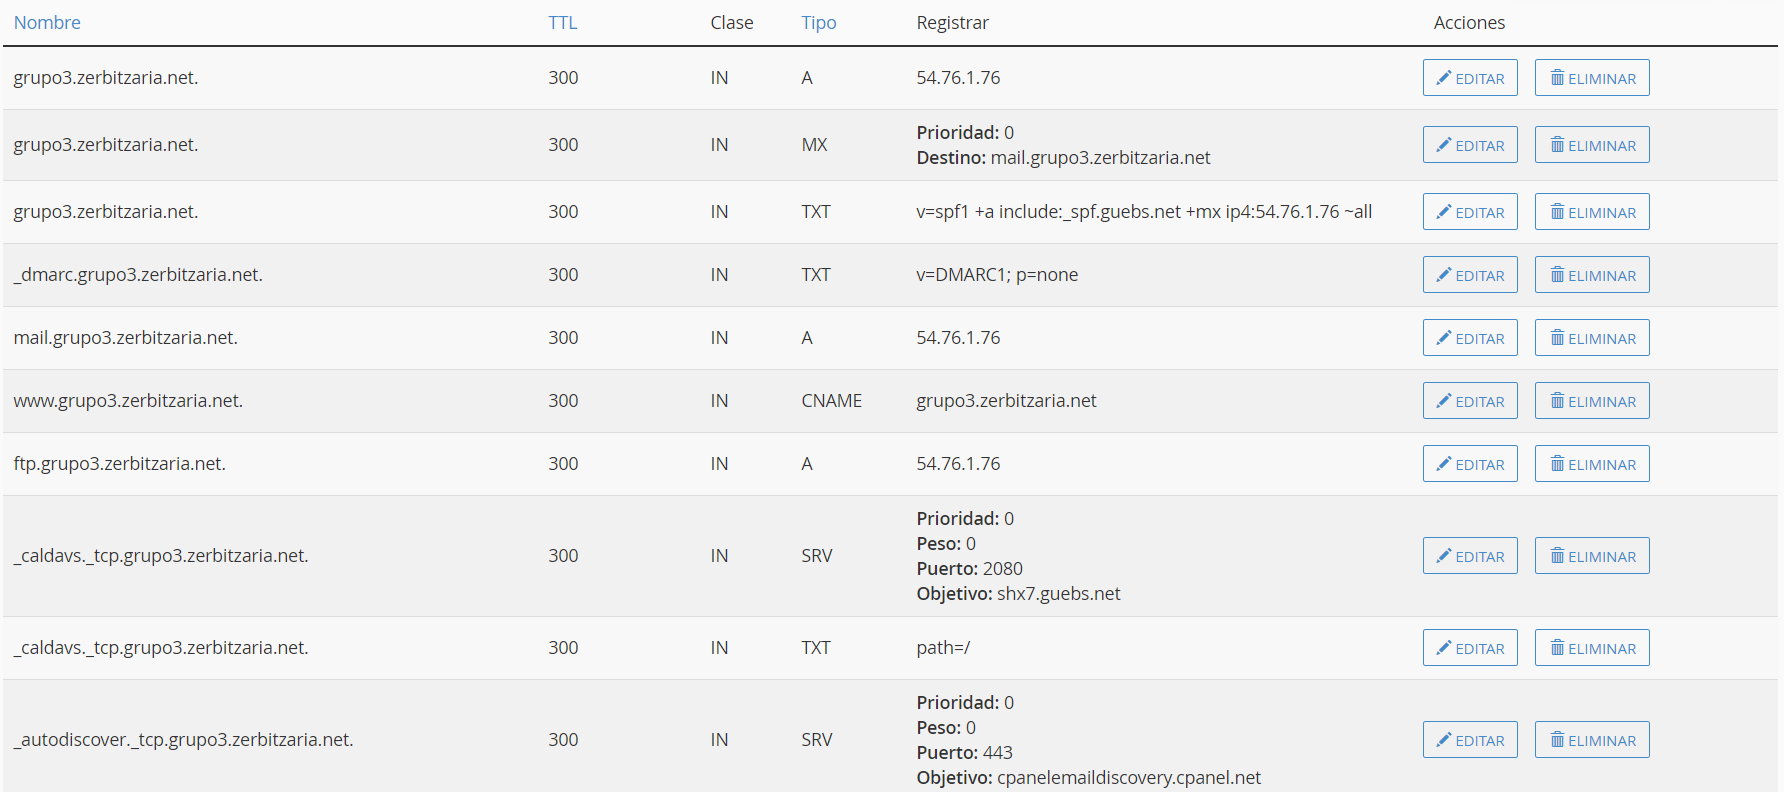 Nombre TTL Clase Tipo Registrar Acciones
grupo3.zerbitzaria.net. 300 IN A 54.76.1.76 EDITAR ELIMINAR
grupo3.zerbitzaria.net. 300 IN MX Prioridad: 0
Destino: mail.grupo3.zerbitzaria.net EDITAR ELIMINAR
grupo3.zerbitzaria.net. 300 IN TXT v=spf1 +a include:_spf.guebs.net +mx ip4:54.76.1.76 ~all EDITAR ELIMINAR
_dmarc.grupo3.zerbitzaria.net. 300 IN TXT v=DMARC1; p=none EDITAR ELIMINAR
mail.grupo3.zerbitzaria.net. 300 IN A 54.76.1.76 EDITAR ELIMINAR
www.grupo3.zerbitzaria.net. 300 IN CNAME grupo3.zerbitzaria.net EDITAR ELIMINAR
ftp.grupo3.zerbitzaria.net. 300 IN A 54.76.1.76 EDITAR ELIMINAR
_caldavs._tcp.grupo3.zerbitzaria.net. 300 IN SRV Prioridad: 0
Peso: 0
Puerto: 2080
Objetivo: shx7.guebs.net EDITAR ELIMINAR
_caldavs._tcp.grupo3.zerbitzaria.net. 300 IN TXT path=/ EDITAR ELIMINAR
_autodiscover._tcp.grupo3.zerbitzaria.net. 300 IN SRV Prioridad: 0
Peso: 0
Puerto: 443
Objetivo: cpanelemaildiscovery.cpanel.net EDITAR ELIMINAR